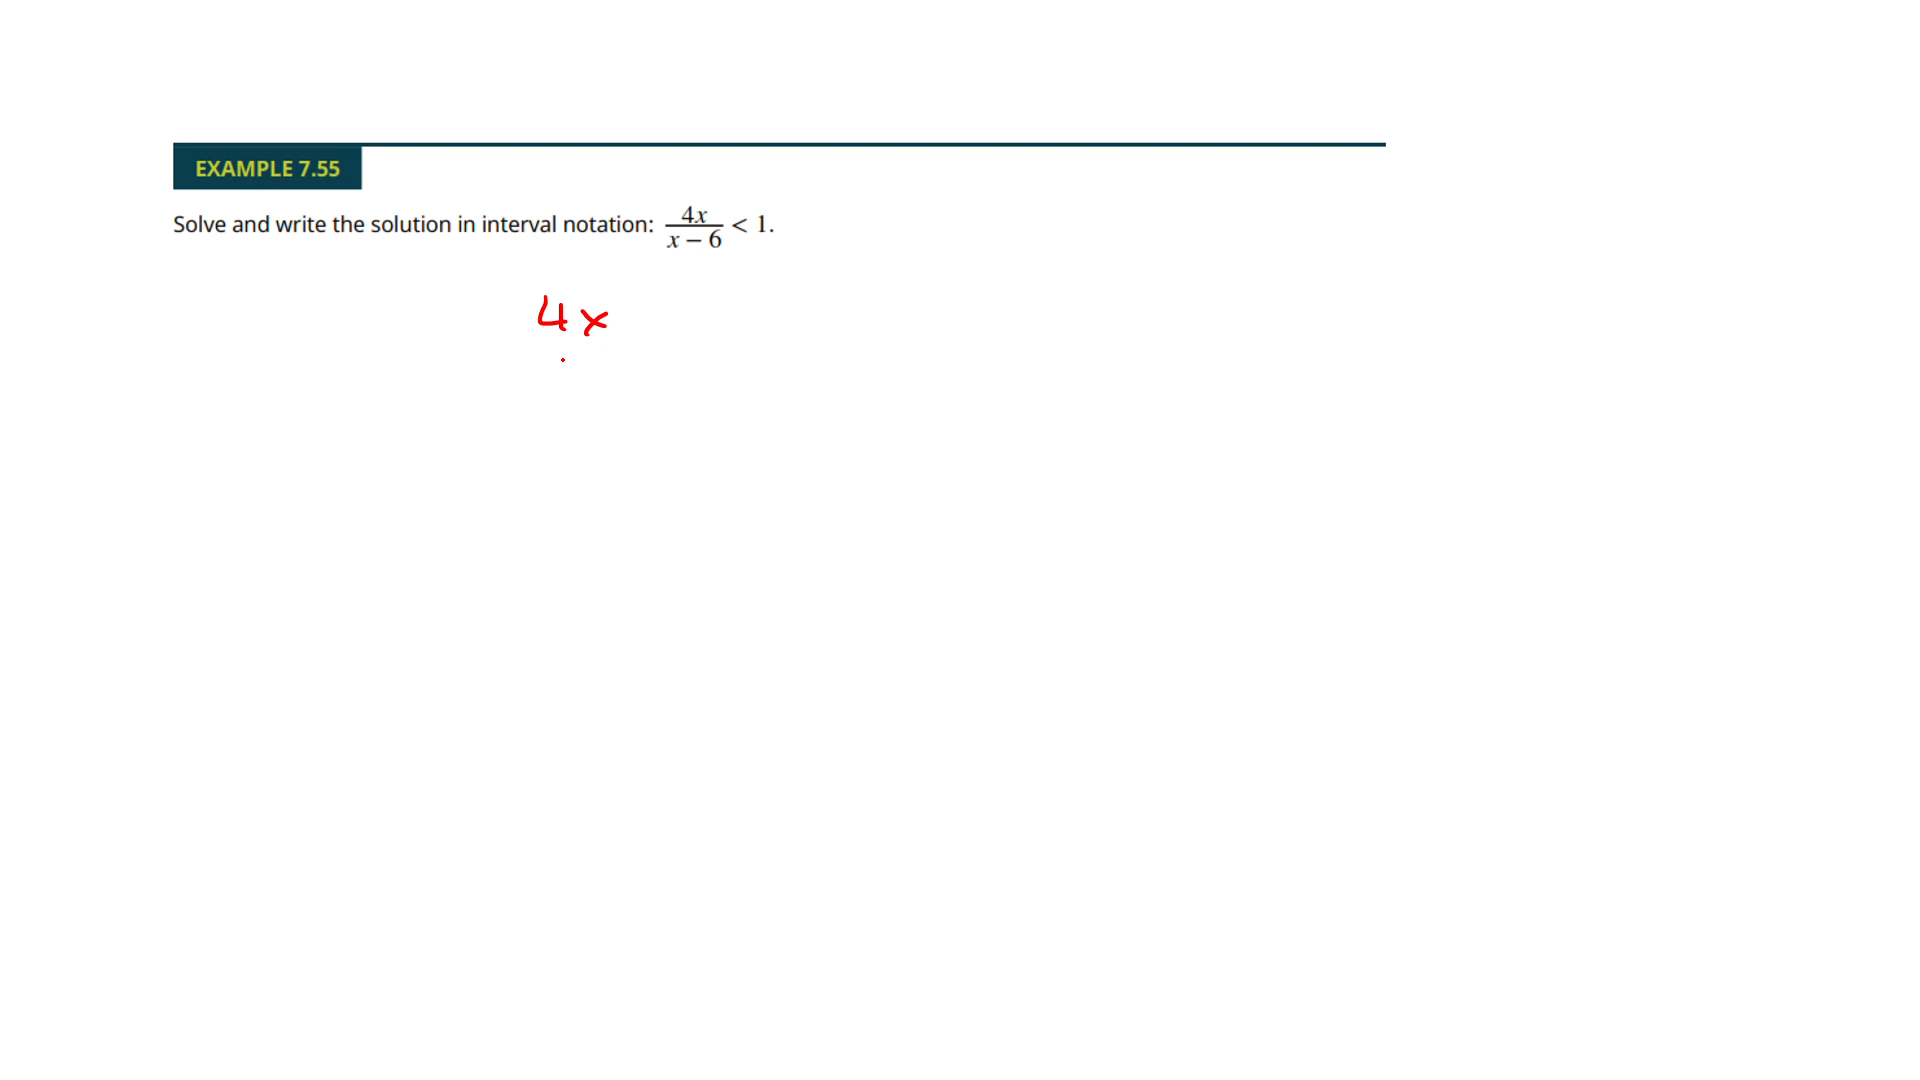 EXAMPLE 7.55
Solve and write the solution in interval notation: 4x / x − 6 < 1.
4x